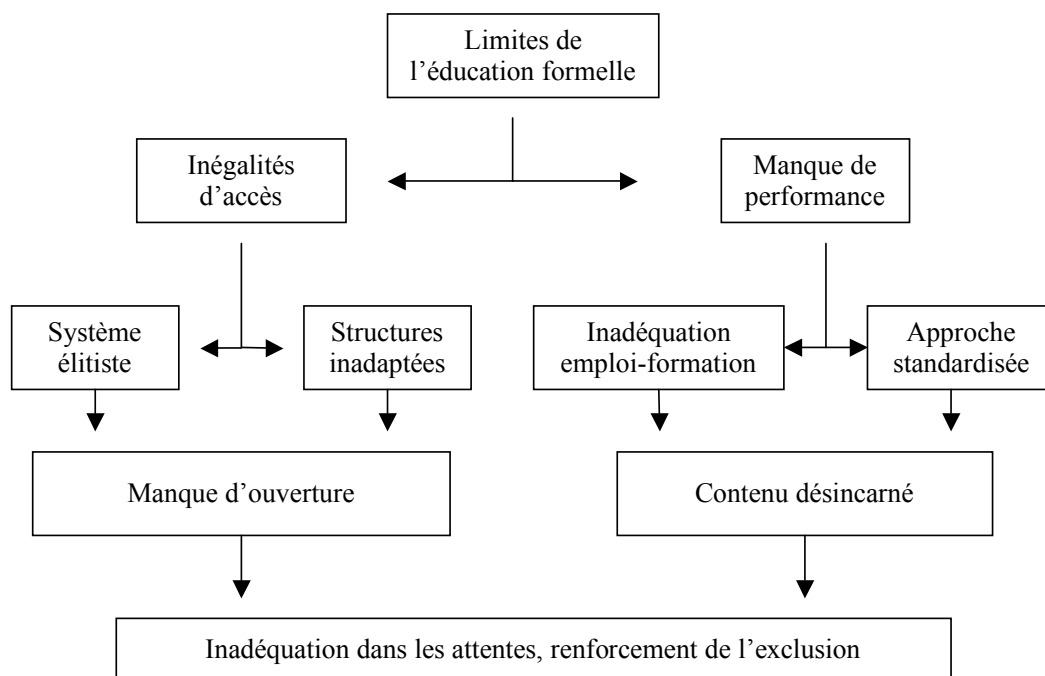 Limites de
l’éducation formelle
Inégalités
d’accès
Manque de
performance
Système
élitiste
Structures
inadaptées
Inadéquation
emploi-formation
Approche
standardisée
Manque d’ouverture
Contenu désincarné
Inadéquation dans les attentes, renforcement de l’exclusion